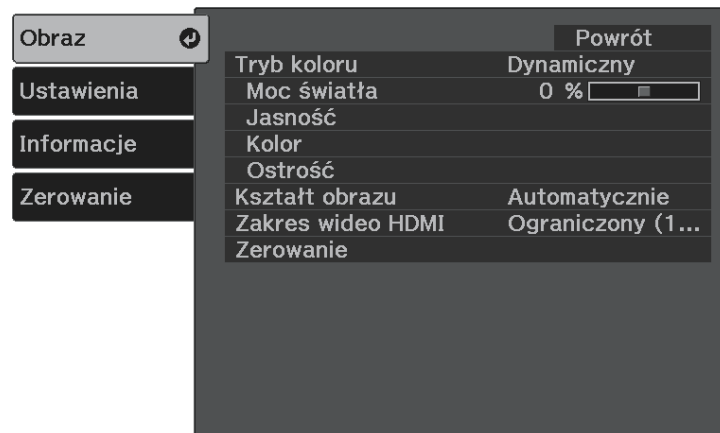 Obraz
Ustawienia
Informacje
Zerowanie
Powrót
Tryb koloru Dynamiczny
Moc światła 0 %
Jasność
Kolor
Ostrość
Kształt obrazu Automatycznie
Zakres wideo HDMI Ograniczony (1...
Zerowanie